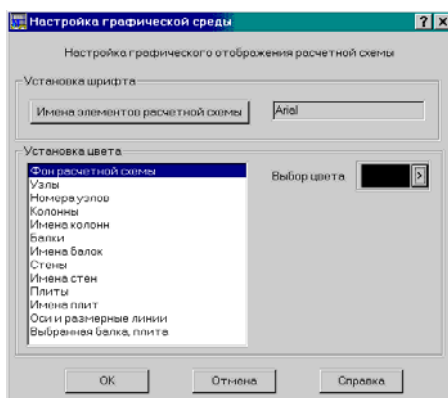 Настройка графической среды
Настройка графического отображения расчетной схемы
Установка шрифта
Имена элементов расчетной схемы
Arial
Установка цвета
Фон расчетной схемы
Выбор цвета
Узлы
Номера узлов
Колонны
Имена колонн
Балки
Имена балок
Стены
Имена стен
Плиты
Имена плит
Оси и размерные линии
Выбранная балка, плита
OK
Отмена
Справка